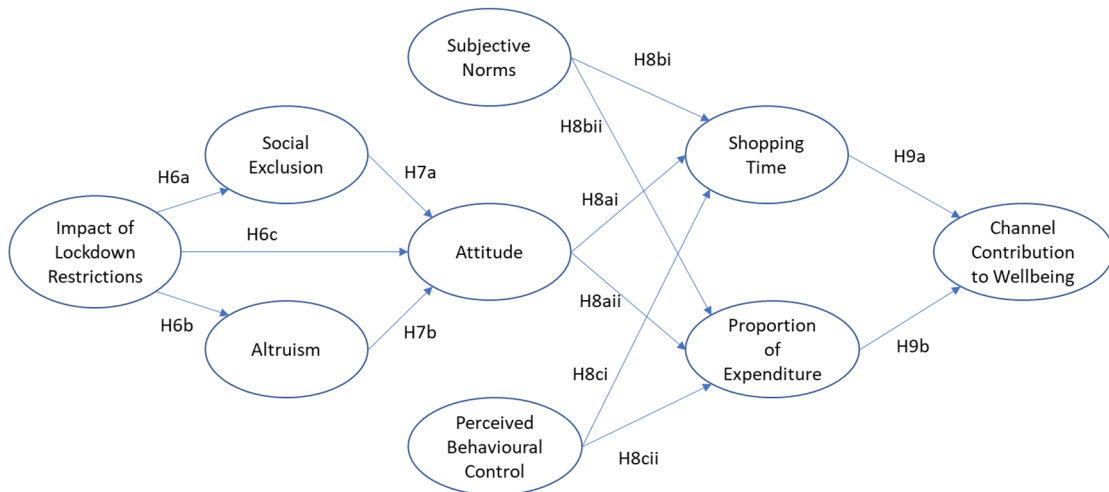 Subjective
Norms
H8bi
H8bii
Social
Exclusion
Shopping
Time
H6a
H7a
H9a
H8ai
Impact of
Lockdown
Restrictions
H6c
Attitude
Channel
Contribution
to Wellbeing
H8aii
H6b
H7b
Altruism
Proportion
of
Expenditure
H9b
H8ci
Perceived
Behavioural
Control
H8cii